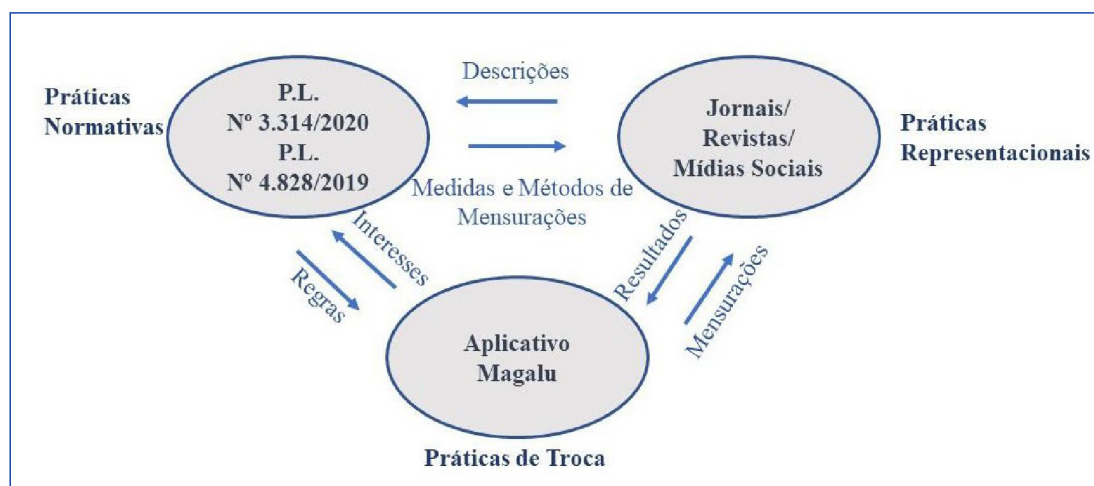 Práticas
Normativas
P.L.
Nº 3.314/2020
P.L.
Nº 4.828/2019
Descrições
Medidas e Métodos de
Mensurações
Jornais/
Revistas/
Mídias Sociais
Práticas
Representacionais
Interesses
Regras
Resultados
Mensurações
Aplicativo
Magalu
Práticas de Troca